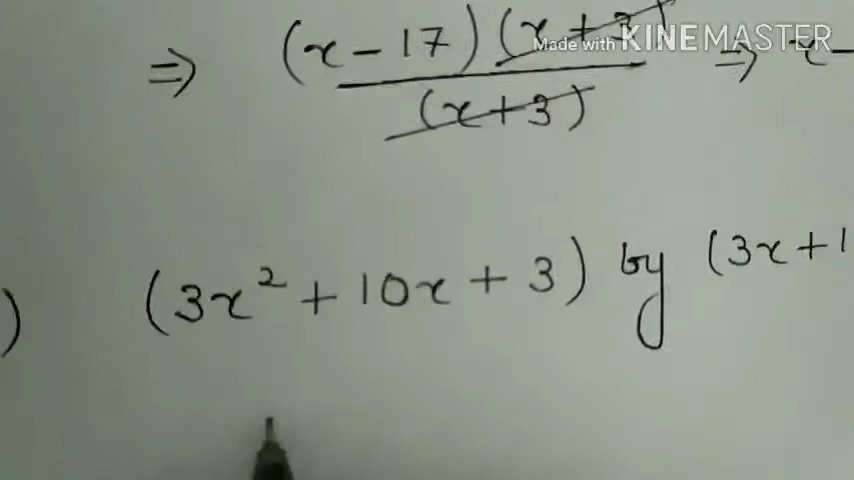 ⇒ (x - 17) (x + 3) ⇒ x -
Made with KINEMASTER
(x + 3)
) (3x² + 10x + 3) by (3x + 1